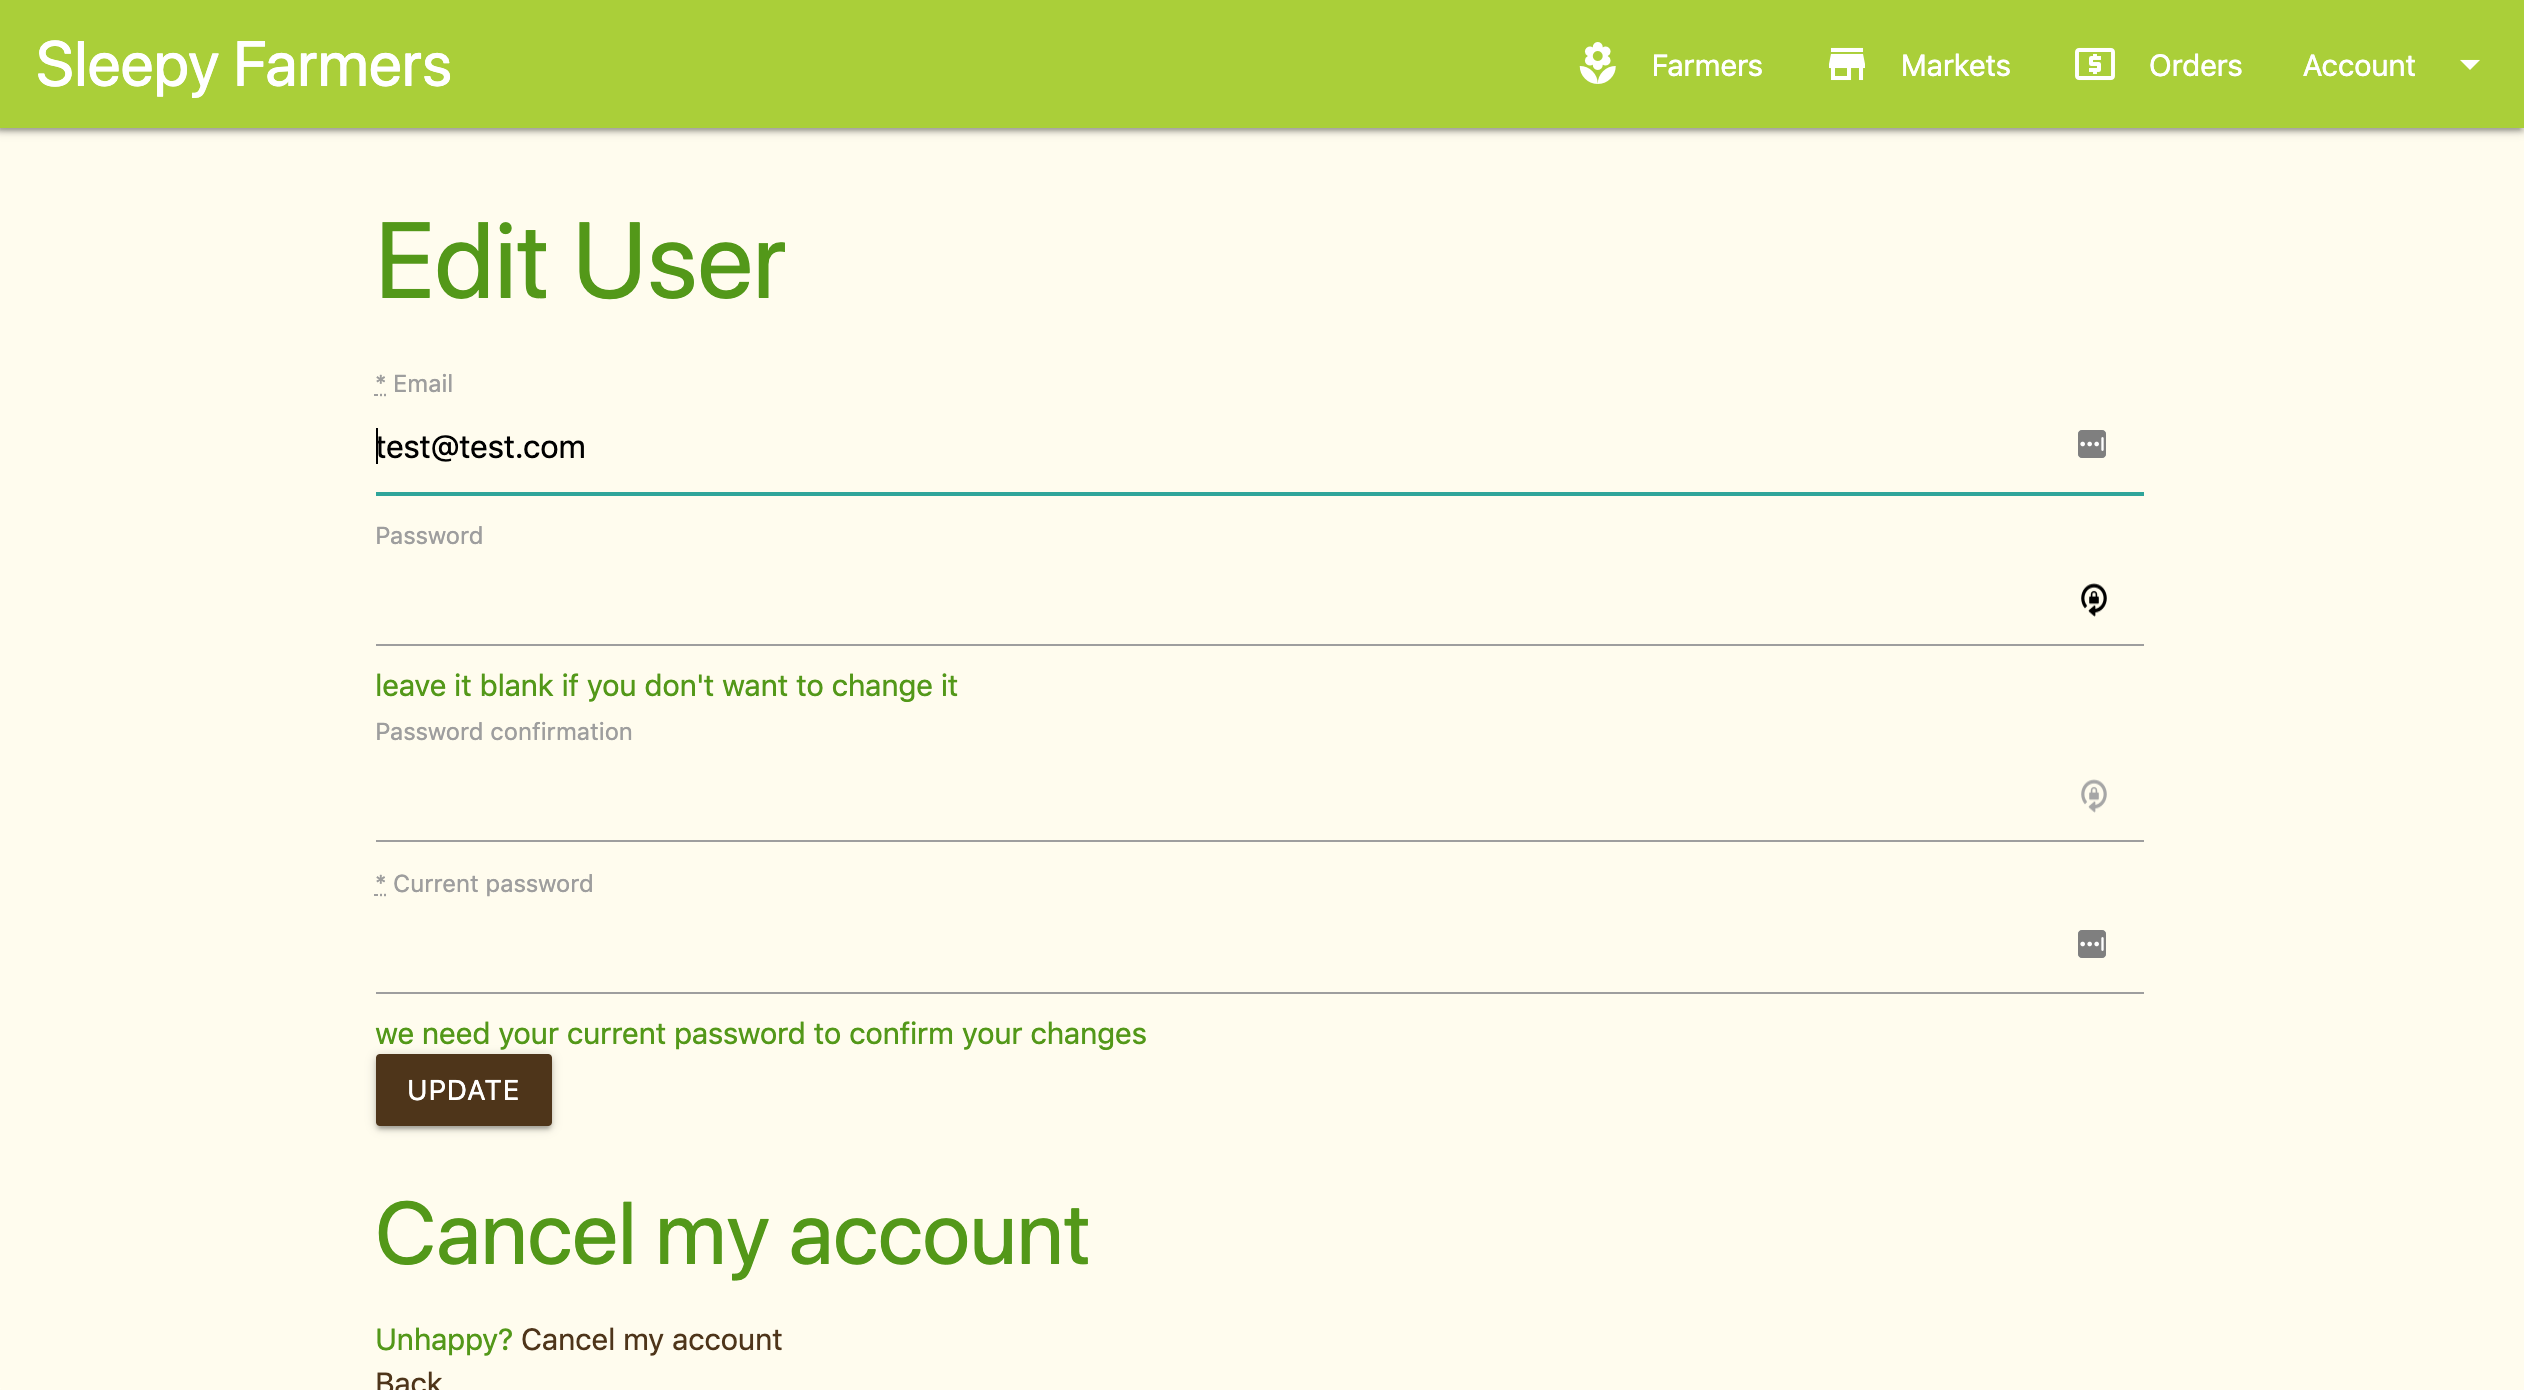 Sleepy Farmers
Farmers
Markets
Orders
Account
Edit User
* Email
test@test.com
Password
leave it blank if you don't want to change it
Password confirmation
* Current password
we need your current password to confirm your changes
UPDATE
Cancel my account
Unhappy? Cancel my account
Back